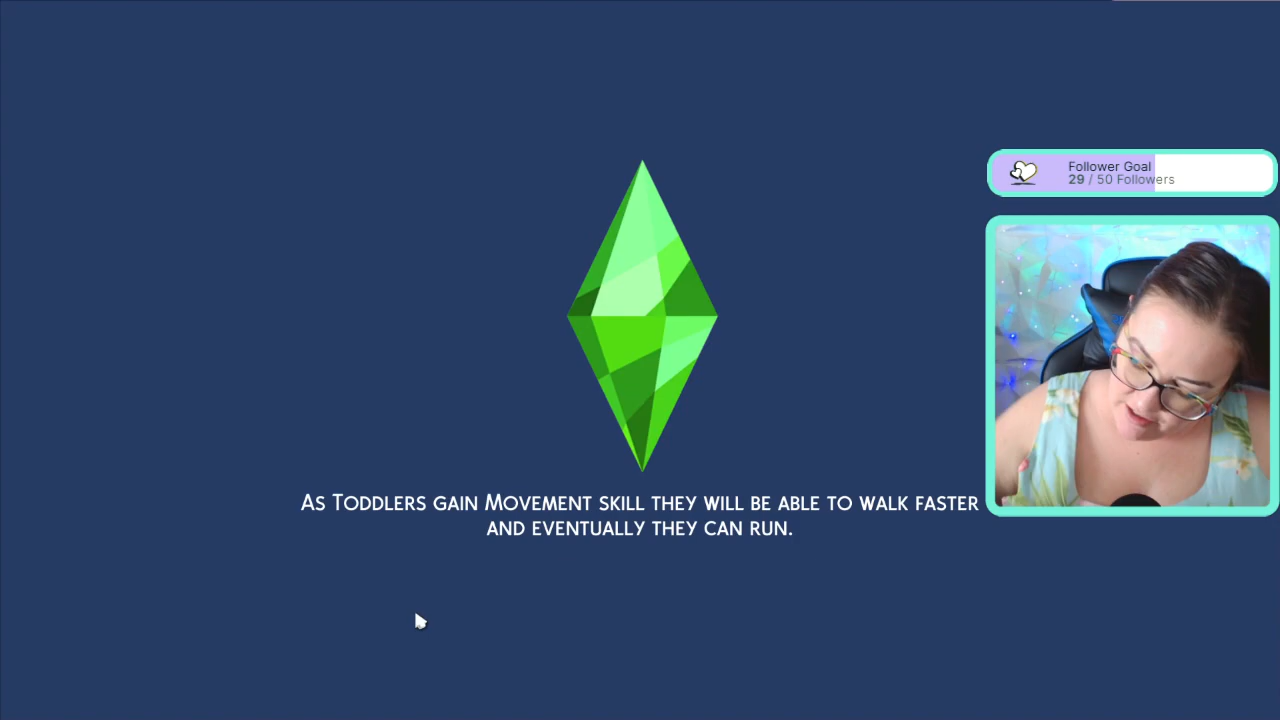 Follower Goal
29 / 50 Followers
As Toddlers gain Movement skill they will be able to walk faster
and eventually they can run.